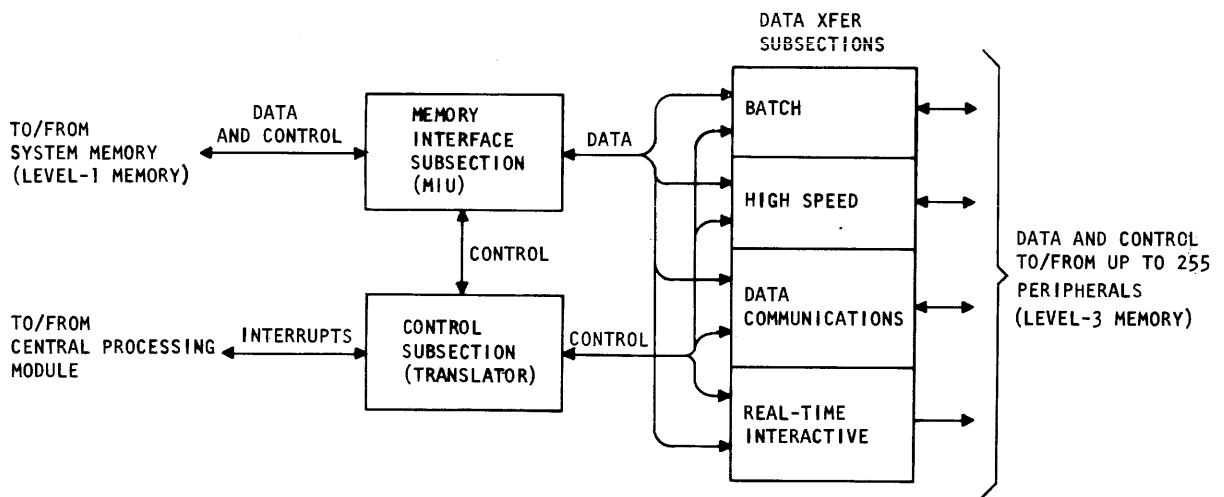 DATA XFER
SUBSECTIONS
TO/FROM
SYSTEM MEMORY
(LEVEL-1 MEMORY)
DATA
AND CONTROL
MEMORY
INTERFACE
SUBSECTION
(MIU)
DATA
BATCH
HIGH SPEED
CONTROL
DATA
COMMUNICATIONS
DATA AND CONTROL
TO/FROM UP TO 255
PERIPHERALS
(LEVEL-3 MEMORY)
TO/FROM
CENTRAL PROCESSING
MODULE
INTERRUPTS
CONTROL
SUBSECTION
(TRANSLATOR)
CONTROL
REAL-TIME
INTERACTIVE